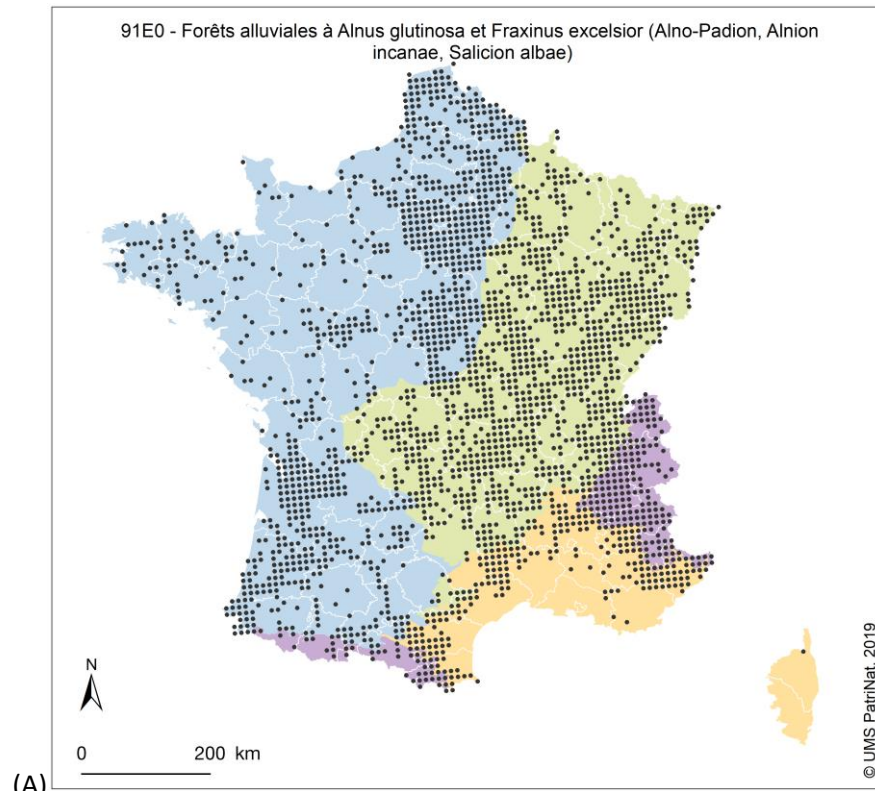 91E0 - Forêts alluviales à Alnus glutinosa et Fraxinus excelsior (Alno-Padion, Alnion
incanae, Salicion albae)
N
0 200 km
© UMS PatriNat, 2019
(A)